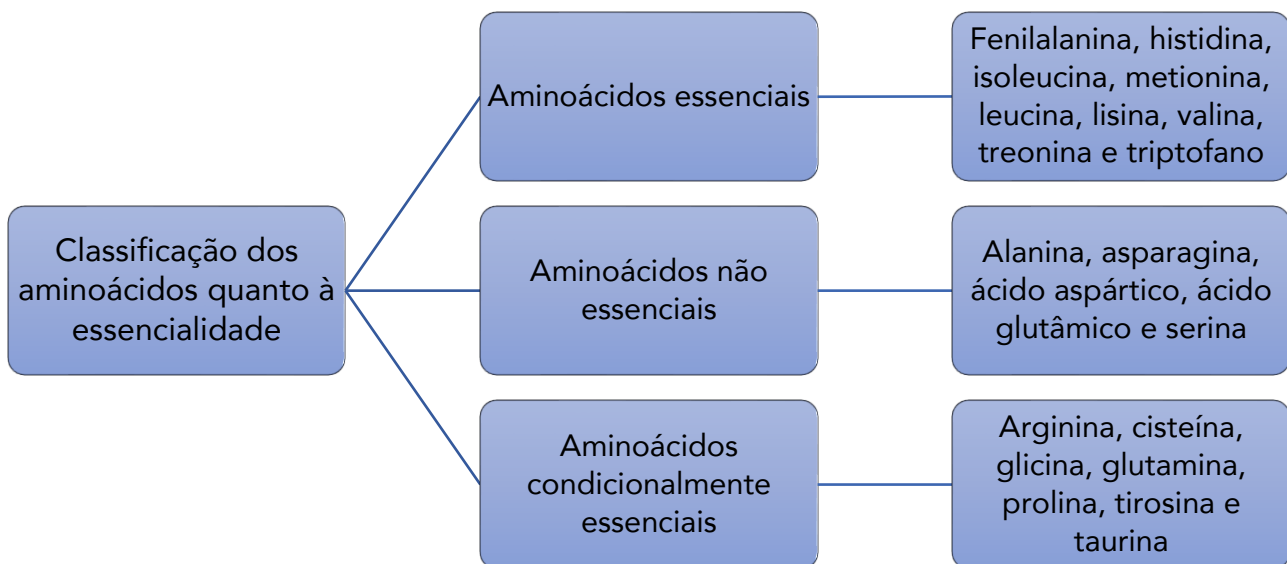 Classificação dos
aminoácidos quanto à
essencialidade
Aminoácidos essenciais
Fenilalanina, histidina,
isoleucina, metionina,
leucina, lisina, valina,
treonina e triptofano
Aminoácidos não
essenciais
Alanina, asparagina,
ácido aspártico, ácido
glutâmico e serina
Aminoácidos
condicionalmente
essenciais
Arginina, cisteína,
glicina, glutamina,
prolina, tirosina e
taurina